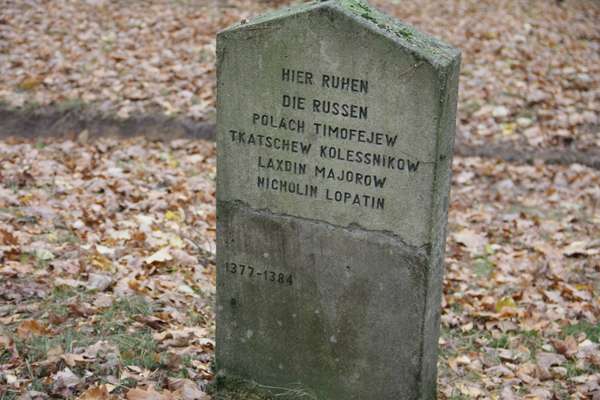 HIER RUHEN
DIE RUSSEN
POLACH TIMOFEJEW
TKATSCHEW KOLESSNIKOW
LAXDIN MAJOROW
NICHOLIN LOPATIN
1377-1384